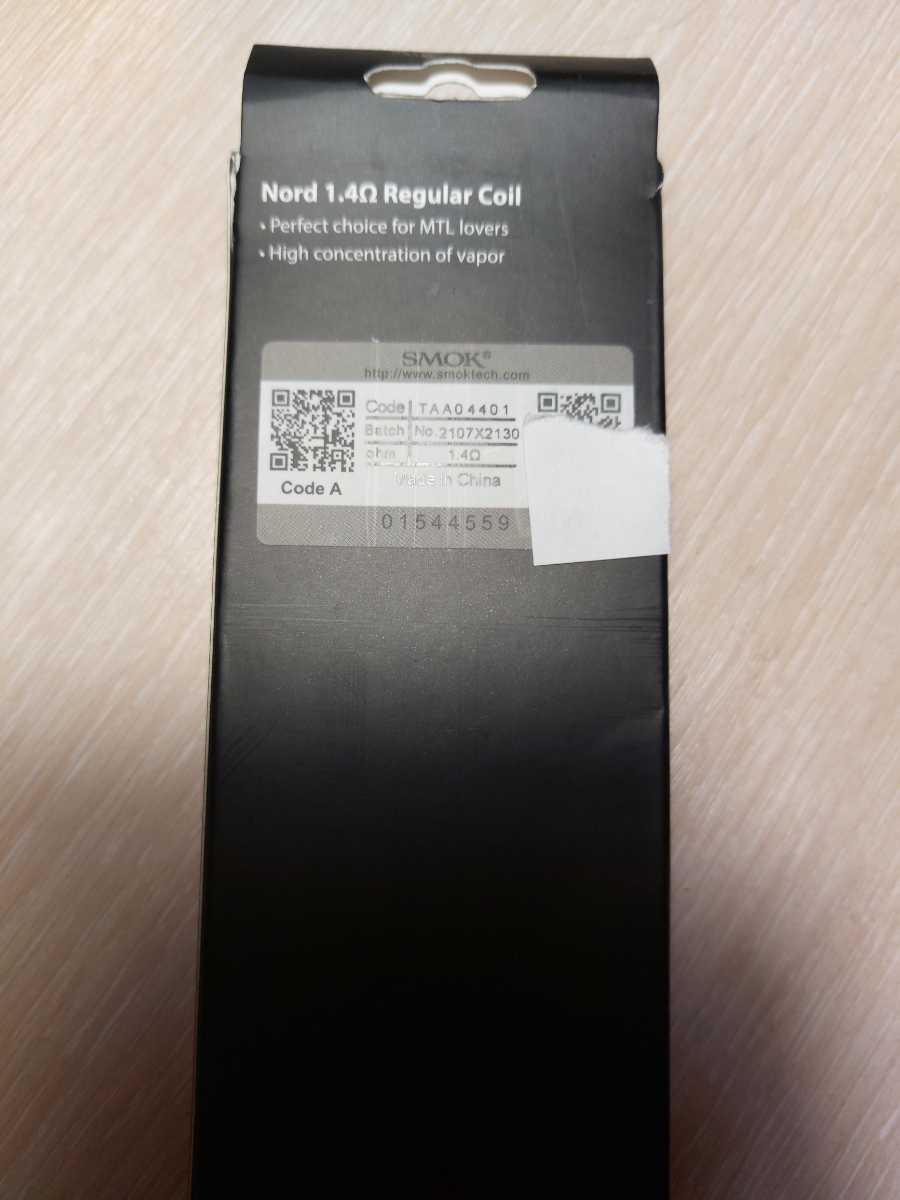 Nord 1.4Ω Regular Coil
• Perfect choice for MTL lovers
• High concentration of vapor
SMOK®
http://www.smoktech.com
Code TAA04401
Batch No.2107X2130
ohm 1.4Ω
Made in China
Code A
01544559